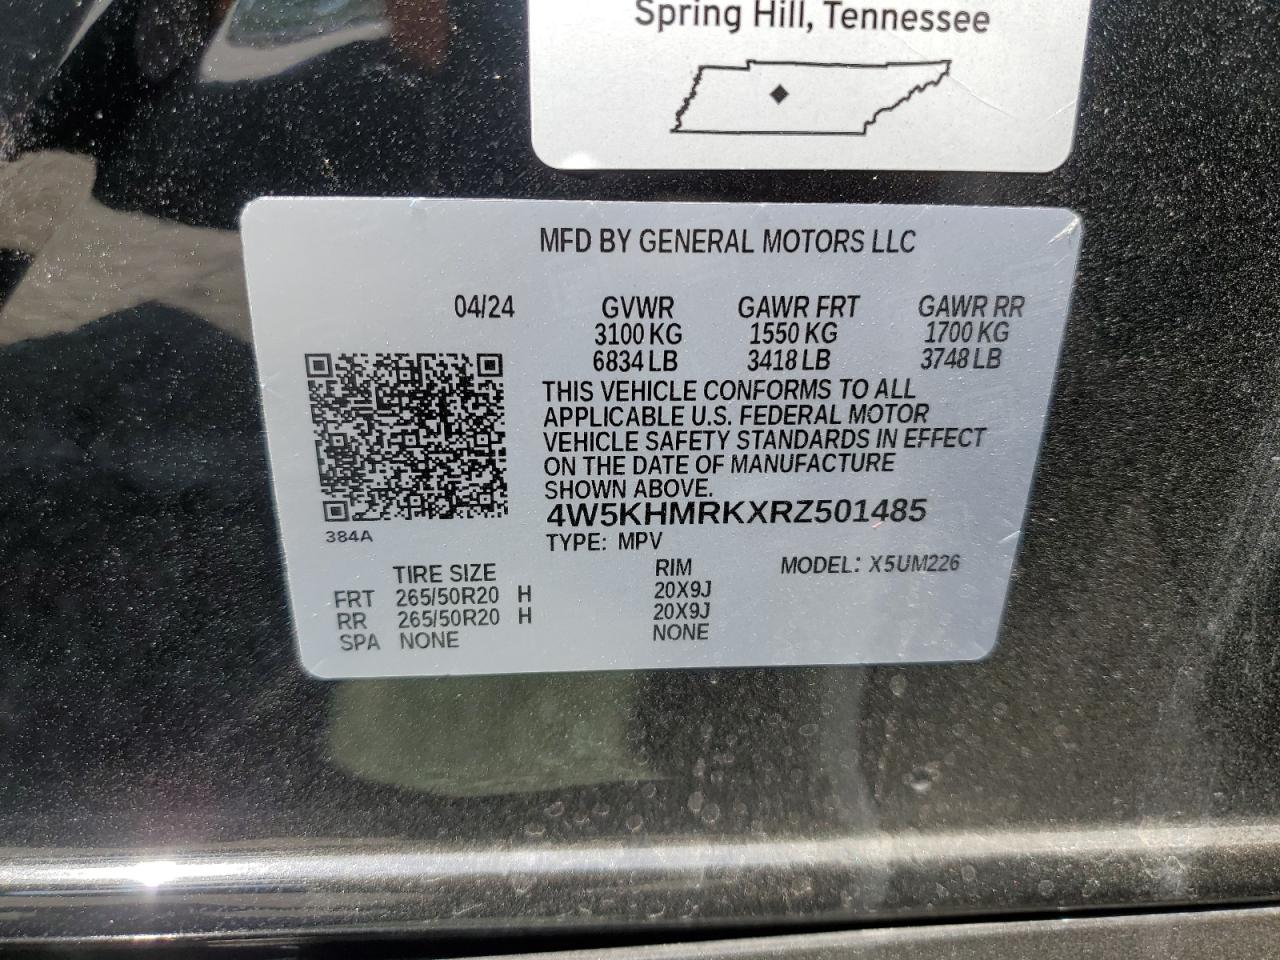 Spring Hill, Tennessee
MFD BY GENERAL MOTORS LLC
04/24 GVWR GAWR FRT GAWR RR
3100 KG 1550 KG 1700 KG
6834 LB 3418 LB 3748 LB
THIS VEHICLE CONFORMS TO ALL
APPLICABLE U.S. FEDERAL MOTOR
VEHICLE SAFETY STANDARDS IN EFFECT
ON THE DATE OF MANUFACTURE
SHOWN ABOVE.
4W5KHMRKXRZ501485
384A
TYPE: MPV
TIRE SIZE RIM MODEL: X5UM226
FRT 265/50R20 H 20X9J
RR 265/50R20 H 20X9J
SPA NONE NONE